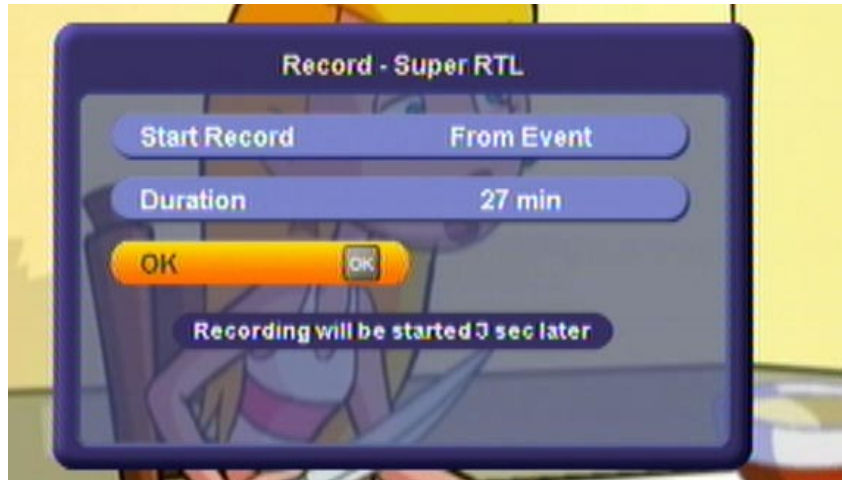 Record - Super RTL
Start Record From Event
Duration 27 min
OK OK
Recording will be started 3 sec later